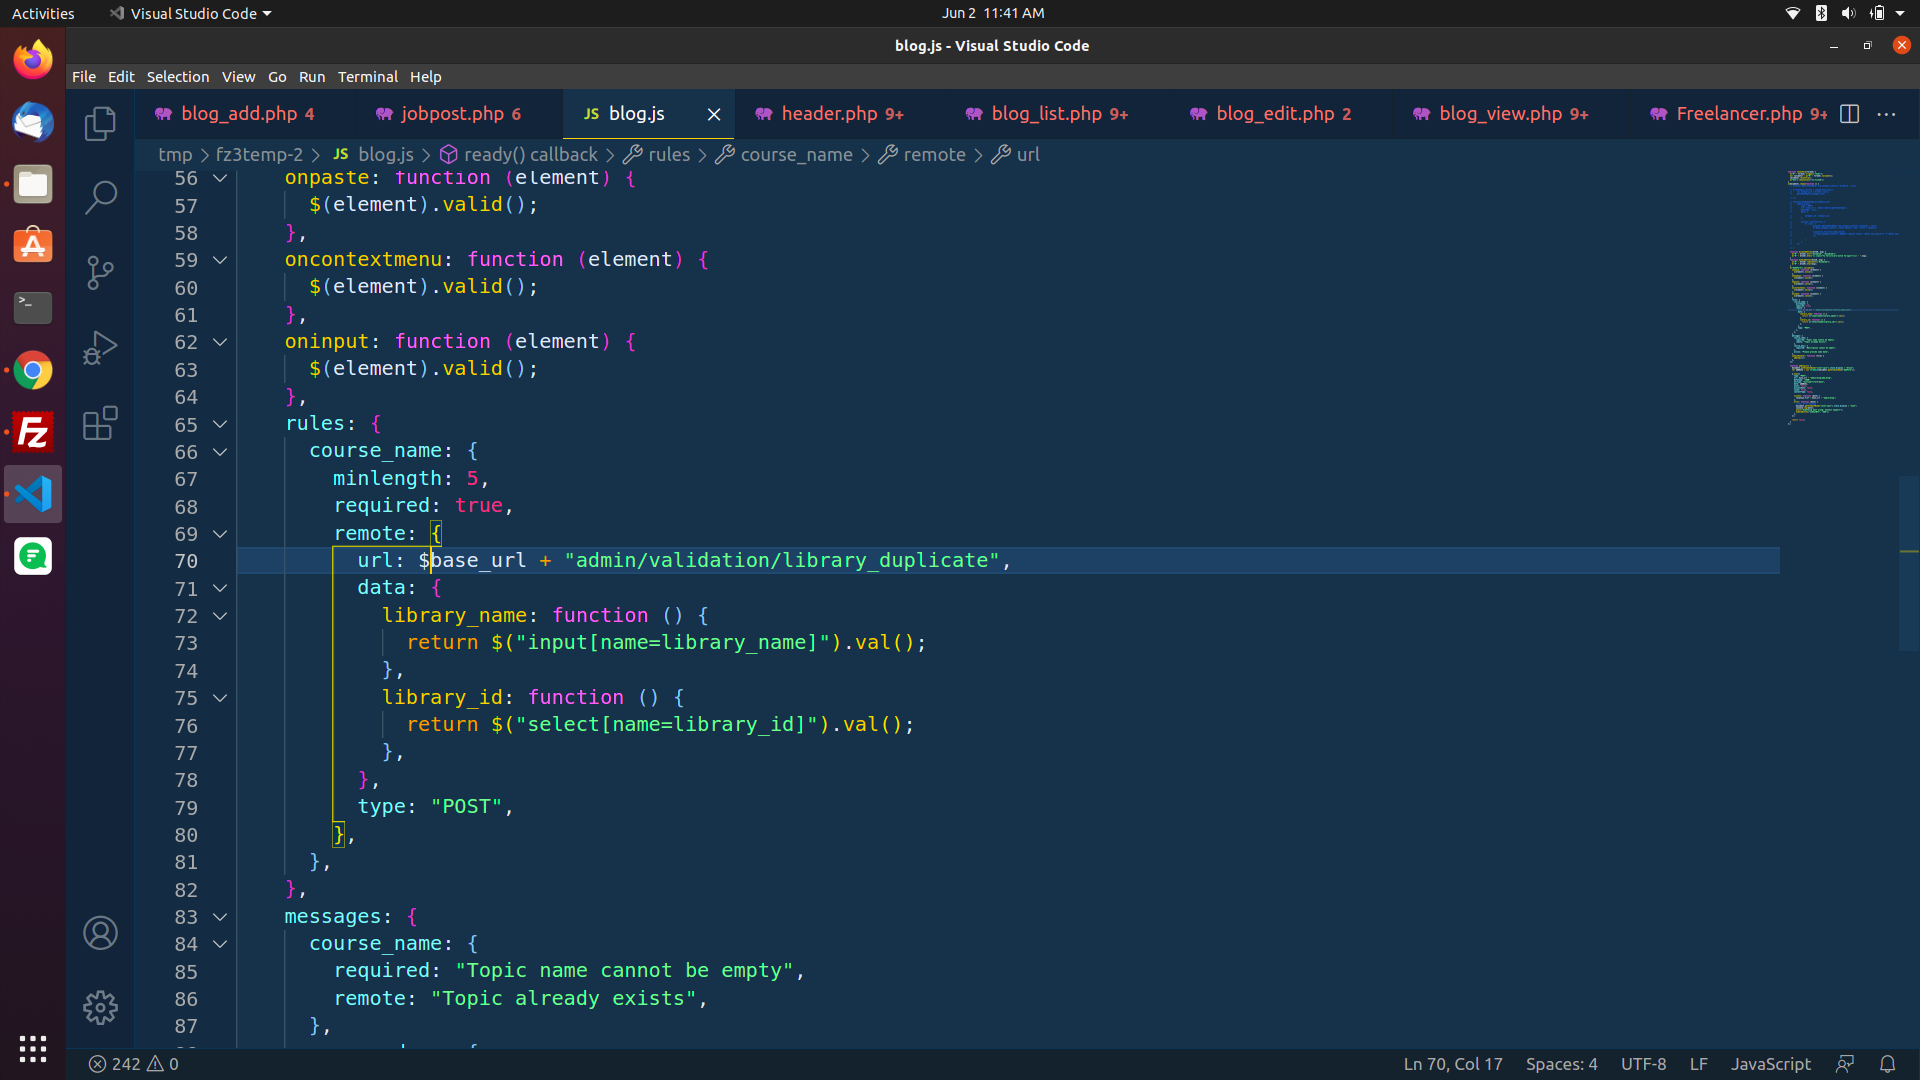 Activities Visual Studio Code Jun 2 11:41 AM
blog.js - Visual Studio Code
File Edit Selection View Go Run Terminal Help
blog_add.php 4 jobpost.php 6 JS blog.js header.php 9+ blog_list.php 9+ blog_edit.php 2 blog_view.php 9+ Freelancer.php 9+
tmp > fz3temp-2 > JS blog.js > ready() callback > rules > course_name > remote > url
56 onpaste: function (element) {
57 $(element).valid();
58 },
59 oncontextmenu: function (element) {
60 $(element).valid();
61 },
62 oninput: function (element) {
63 $(element).valid();
64 },
65 rules: {
66 course_name: {
67 minlength: 5,
68 required: true,
69 remote: {
70 url: $base_url + "admin/validation/library_duplicate",
71 data: {
72 library_name: function () {
73 return $("input[name=library_name]").val();
74 },
75 library_id: function () {
76 return $("select[name=library_id]").val();
77 },
78 },
79 type: "POST",
80 },
81 },
82 },
83 messages: {
84 course_name: {
85 required: "Topic name cannot be empty",
86 remote: "Topic already exists",
87 },
242 0 Ln 70, Col 17 Spaces: 4 UTF-8 LF JavaScript